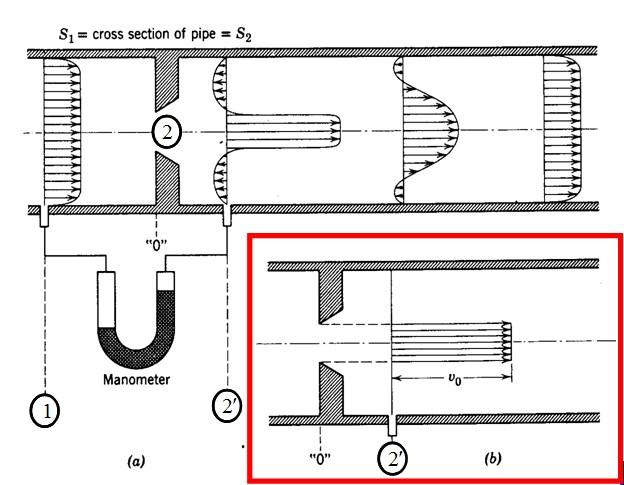 S₁ = cross section of pipe = S₂
2
"0"
Manometer
1
2'
(a)
v₀
"0"
2'
(b)